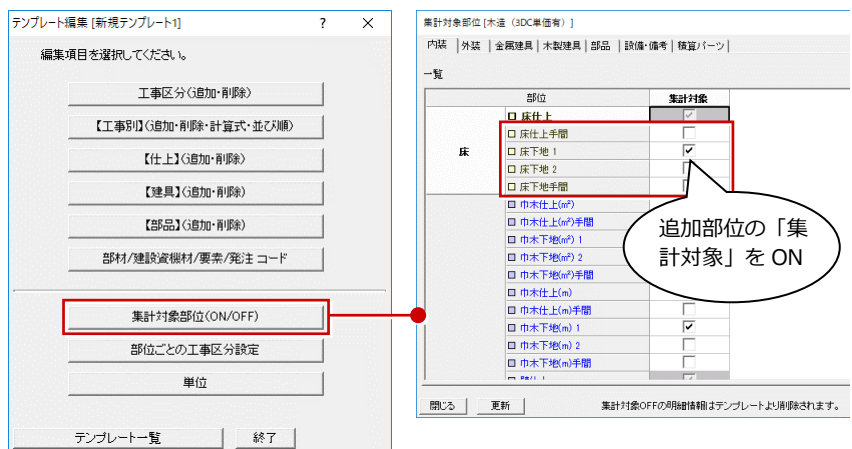 テンプレート編集 [新規テンプレート1]
編集項目を選択してください。
工事区分(追加・削除)
【工事別】(追加・削除・計算式・並び順)
【仕上】(追加・削除)
【建具】(追加・削除)
【部品】(追加・削除)
部材/建設資機材/要素/発注 コード
集計対象部位(ON/OFF)
部位ごとの工事区分設定
単位
テンプレート一覧
終了
集計対象部位 [木造 (3DC単価有) ]
内装
外装
金属建具
木製建具
部品
設備・備考
積算パーツ
一覧
部位
集計対象
床
床仕上
床仕上手間
床下地 1
床下地 2
床下地手間
巾木仕上(㎡)
巾木仕上(㎡)手間
巾木下地(㎡) 1
巾木下地(㎡) 2
巾木下地(㎡)手間
巾木仕上(m)
巾木仕上(m)手間
巾木下地(m) 1
巾木下地(m) 2
巾木下地(m)手間
追加部位の「集
計対象」を ON
閉じる
更新
集計対象OFFの明細情報はテンプレートより削除されます。